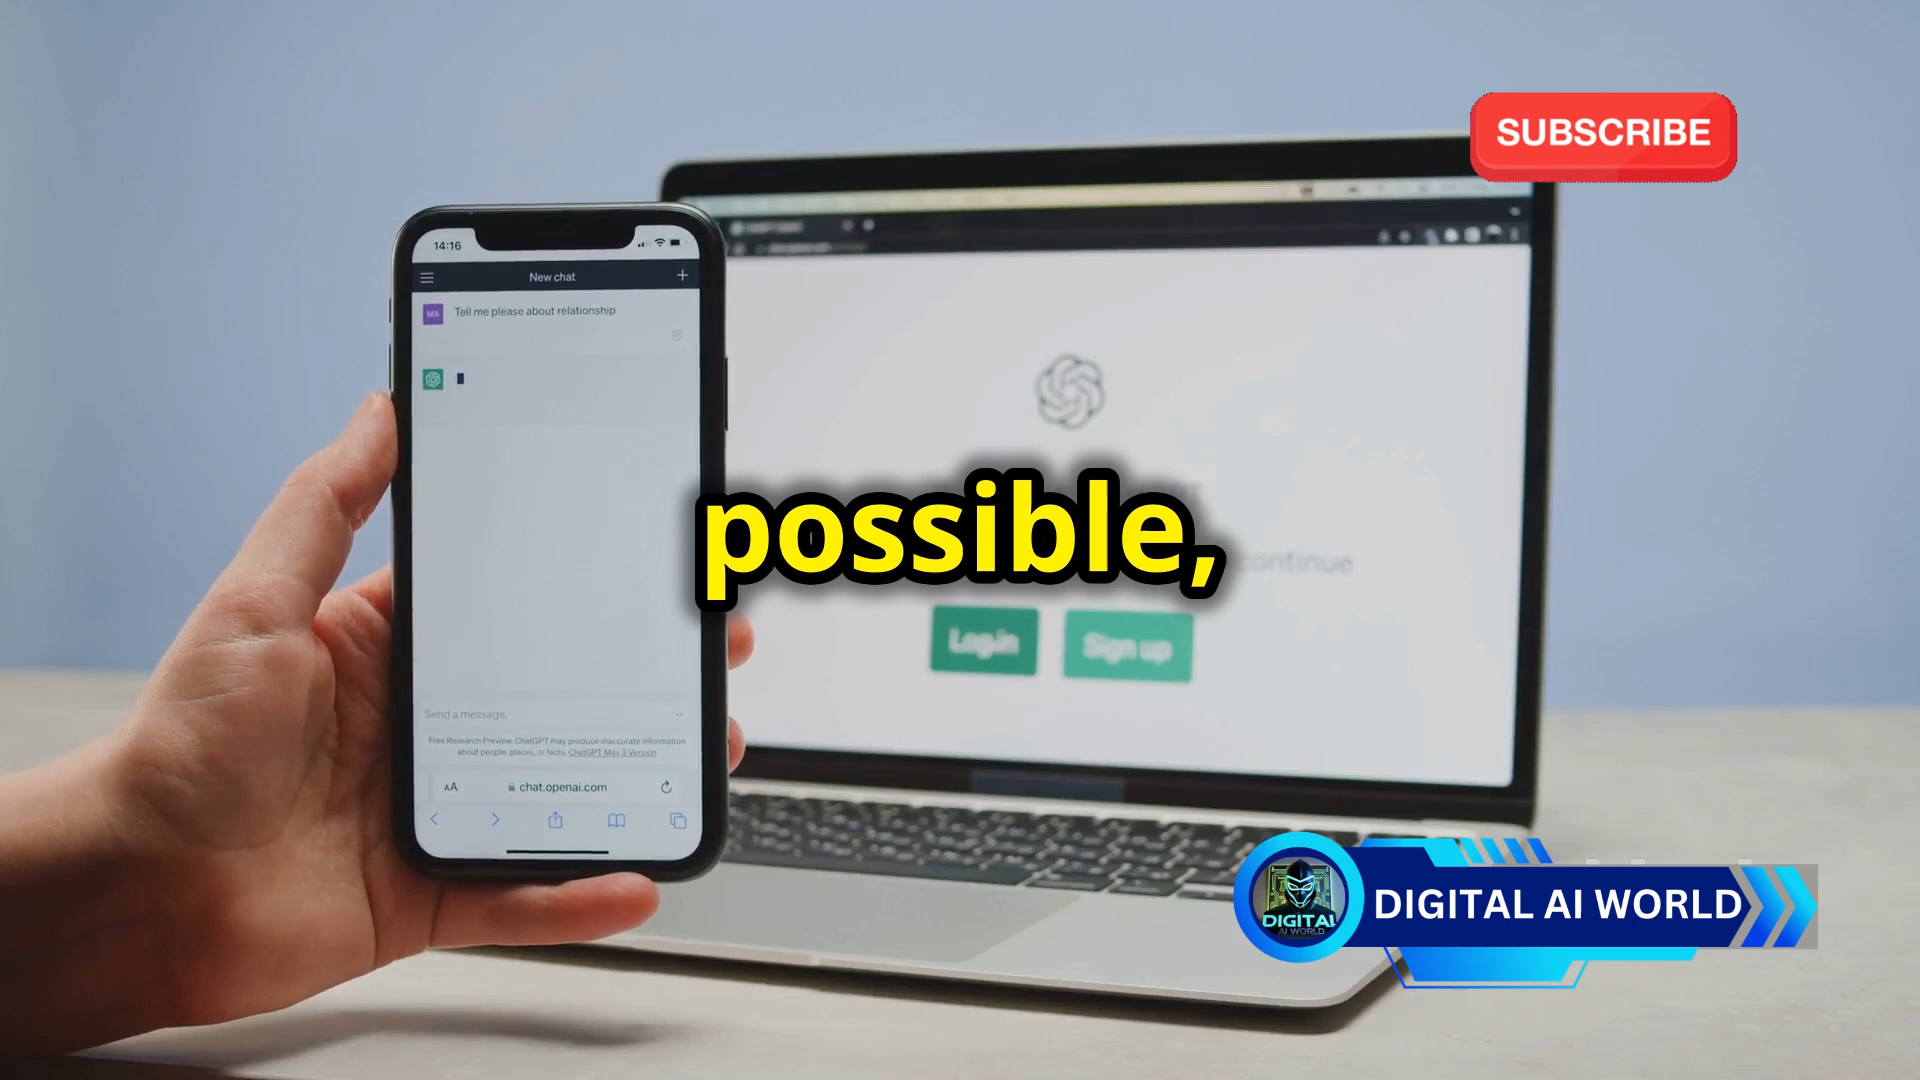 SUBSCRIBE
14:16
New chat
MA
Tell me please about relationship
possible,
continue
Log in
Sign up
Send a message.
Free Research Preview. ChatGPT may produce inaccurate information
about people, places, or facts. ChatGPT May 3 Version
AA
chat.openai.com
DIGITAL
AI WORLD
DIGITAL AI WORLD